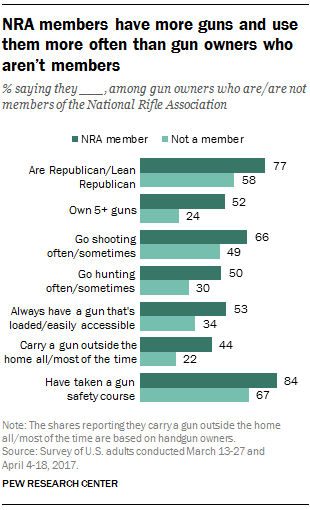 NRA members have more guns and use
them more often than gun owners who
aren't members
% saying they ___, among gun owners who are/are not
members of the National Rifle Association
NRA member Not a member
Are Republican/Lean
Republican
77
58
Own 5+ guns
52
24
Go shooting
often/sometimes
66
49
Go hunting
often/sometimes
50
30
Always have a gun that's
loaded/easily accessible
53
34
Carry a gun outside the
home all/most of the time
44
22
Have taken a gun
safety course
84
67
Note: The shares reporting they carry a gun outside the home
all/most of the time are based on handgun owners.
Source: Survey of U.S. adults conducted March 13-27 and
April 4-18, 2017.
PEW RESEARCH CENTER